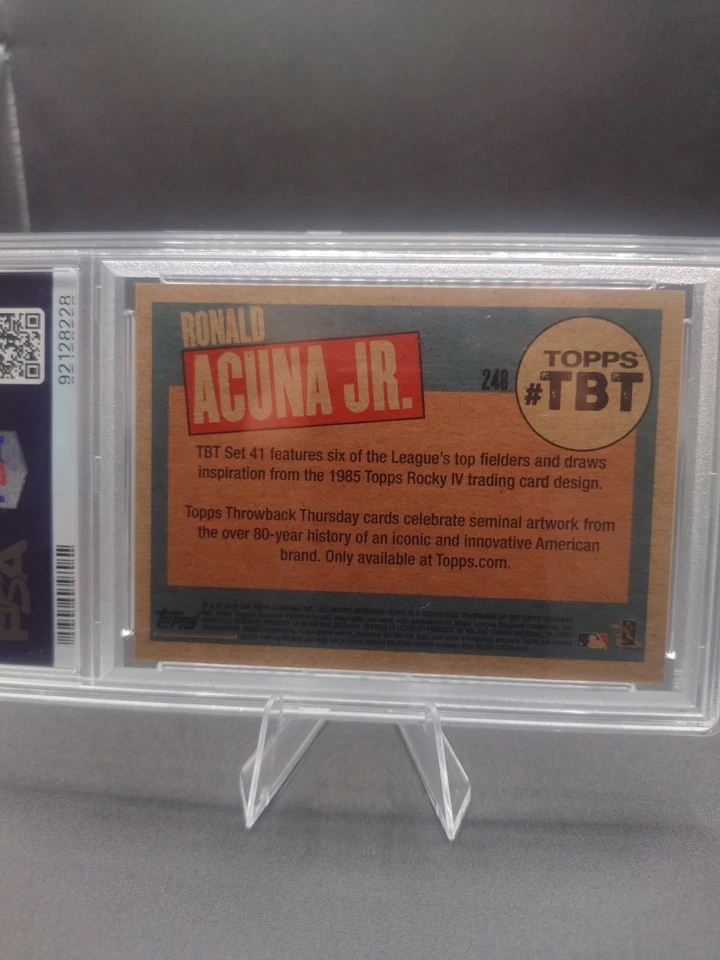 92128228
PSA
RONALD
ACUNA JR.
248
TOPPS
#TBT
TBT Set 41 features six of the League's top fielders and draws
inspiration from the 1985 Topps Rocky IV trading card design.
Topps Throwback Thursday cards celebrate seminal artwork from
the over 80-year history of an iconic and innovative American
brand. Only available at Topps.com.
topps